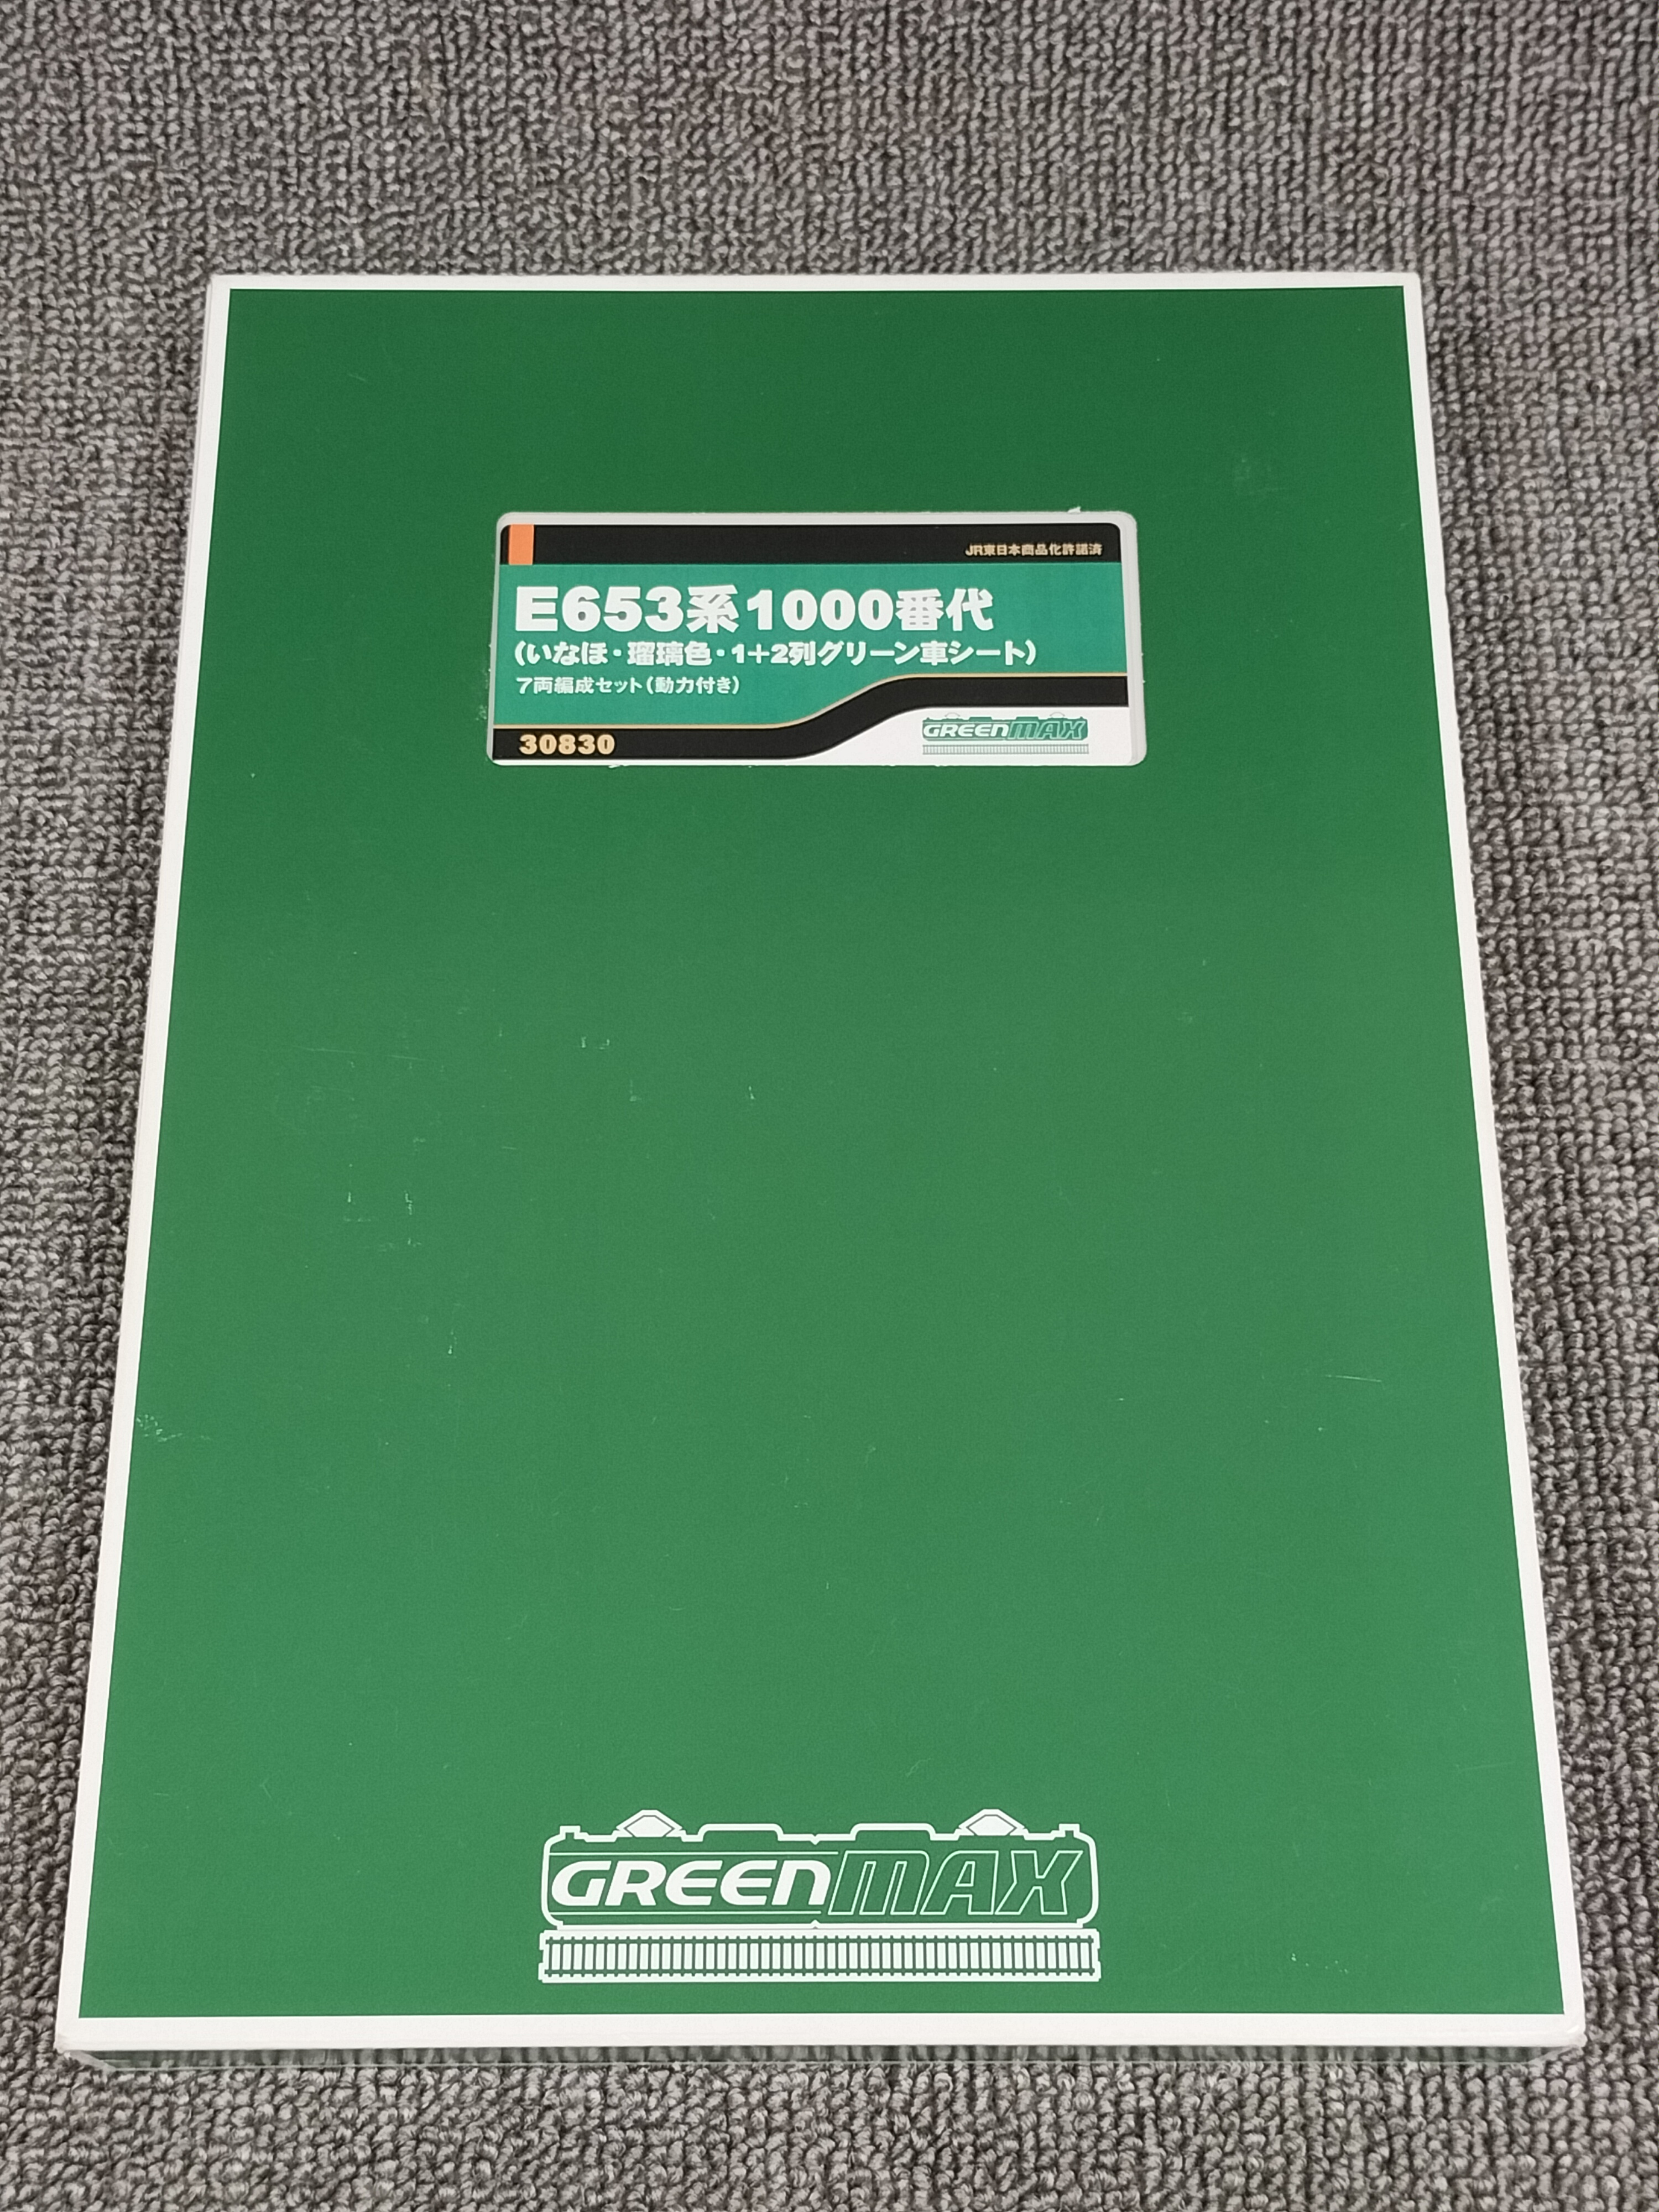 JR東日本商品化許諾済
E653系1000番代
(いなほ・瑠璃色・1+2列グリーン車シート)
7両編成セット(動力付き)
30830
GREENMAX
GREENMAX